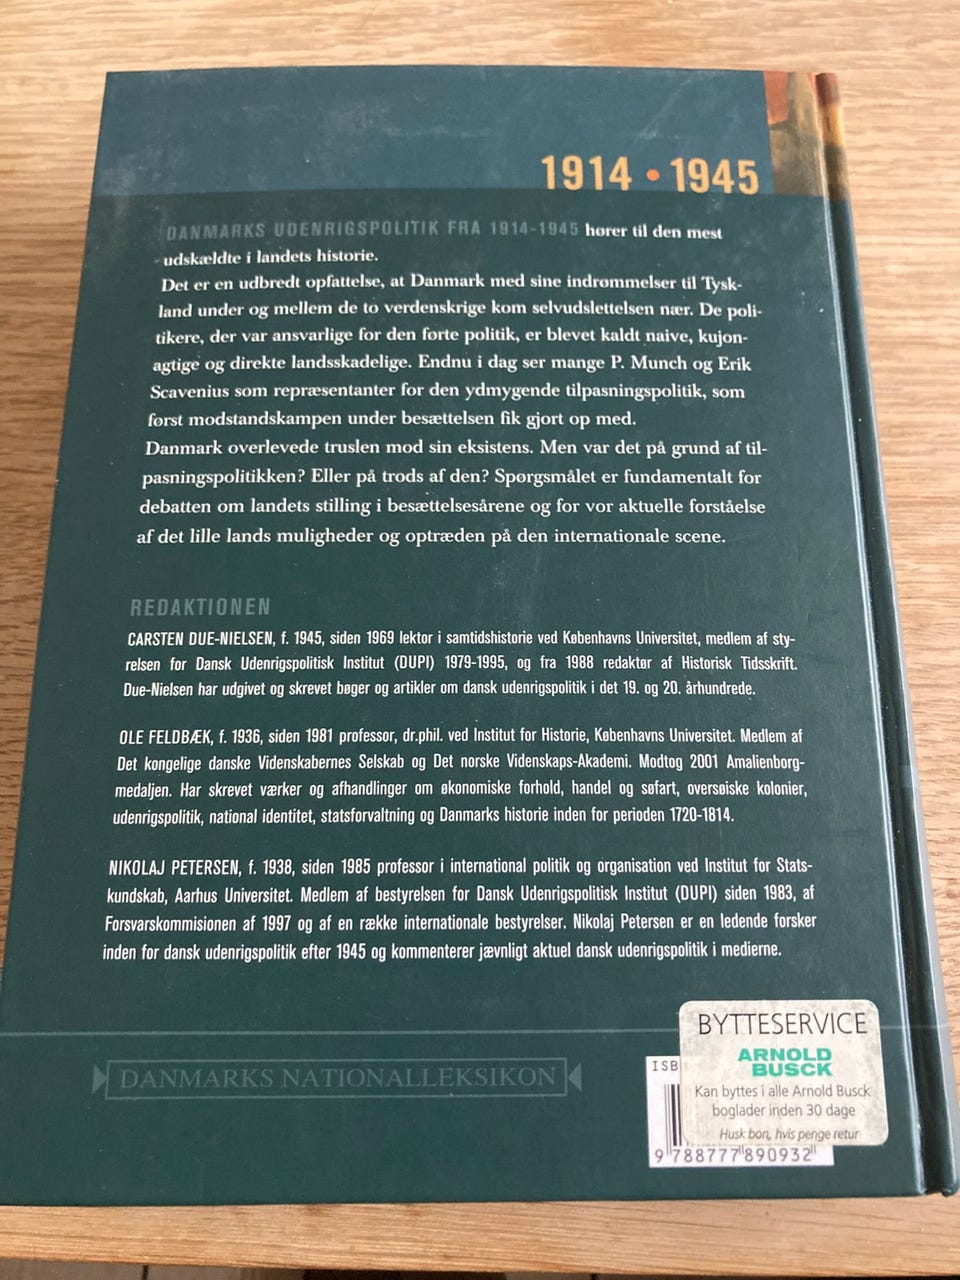 1914 • 1945
DANMARKS UDENRIGSPOLITIK FRA 1914-1945 hører til den mest
udskældte i landets historie.
Det er en udbredt opfattelse, at Danmark med sine indrømmelser til Tysk-
land under og mellem de to verdenskrige kom selvudslettelsen nær. De poli-
tikere, der var ansvarlige for den førte politik, er blevet kaldt naive, kujon-
agtige og direkte landsskadelige. Endnu i dag ser mange P. Munch og Erik
Scavenius som repræsentanter for den ydmygende tilpasningspolitik, som
først modstandskampen under besættelsen fik gjort op med.
Danmark overlevede truslen mod sin eksistens. Men var det på grund af til-
pasningspolitikken? Eller på trods af den? Spørgsmålet er fundamentalt for
debatten om landets stilling i besættelsesårene og for vor aktuelle forståelse
af det lille lands muligheder og optræden på den internationale scene.
REDAKTIONEN
CARSTEN DUE-NIELSEN, f. 1945, siden 1969 lektor i samtidshistorie ved Københavns Universitet, medlem af sty-
relsen for Dansk Udenrigspolitisk Institut (DUPI) 1979-1995, og fra 1988 redaktør af Historisk Tidsskrift.
Due-Nielsen har udgivet og skrevet bøger og artikler om dansk udenrigspolitik i det 19. og 20. århundrede.
OLE FELDBÆK, f. 1936, siden 1981 professor, dr.phil. ved Institut for Historie, Københavns Universitet. Medlem af
Det kongelige danske Videnskabernes Selskab og Det norske Videnskaps-Akademi. Modtog 2001 Amalienborg-
medaljen. Har skrevet værker og afhandlinger om økonomiske forhold, handel og søfart, oversøiske kolonier,
udenrigspolitik, national identitet, statsforvaltning og Danmarks historie inden for perioden 1720-1814.
NIKOLAJ PETERSEN, f. 1938, siden 1985 professor i international politik og organisation ved Institut for Stats-
kundskab, Aarhus Universitet. Medlem af bestyrelsen for Dansk Udenrigspolitisk Institut (DUPI) siden 1983, af
Forsvarskommisionen af 1997 og af en række internationale bestyrelser. Nikolaj Petersen er en ledende forsker
inden for dansk udenrigspolitik efter 1945 og kommenterer jævnligt aktuel dansk udenrigspolitik i medierne.
DANMARKS NATIONALLEKSIKON
ISB
BYTTESERVICE
ARNOLD
BUSCK
Kan byttes i alle Arnold Busck
boglader inden 30 dage
Husk bon, hvis penge retur
9 788777 890932